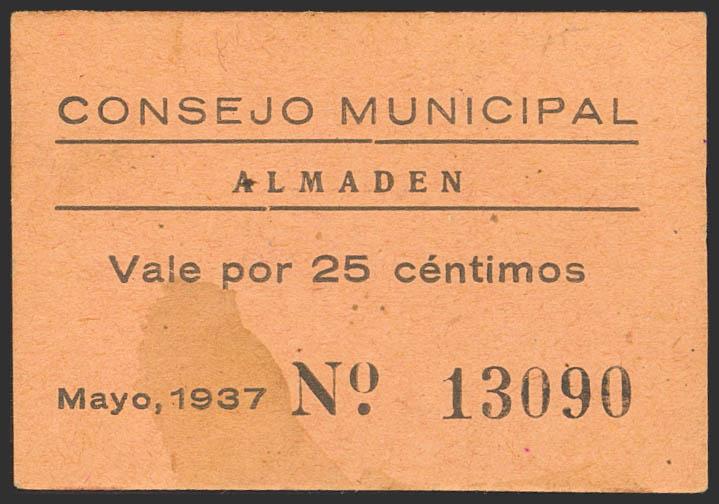 CONSEJO MUNICIPAL
ALMADEN
Vale por 25 céntimos
Mayo, 1937 Nº. 13090